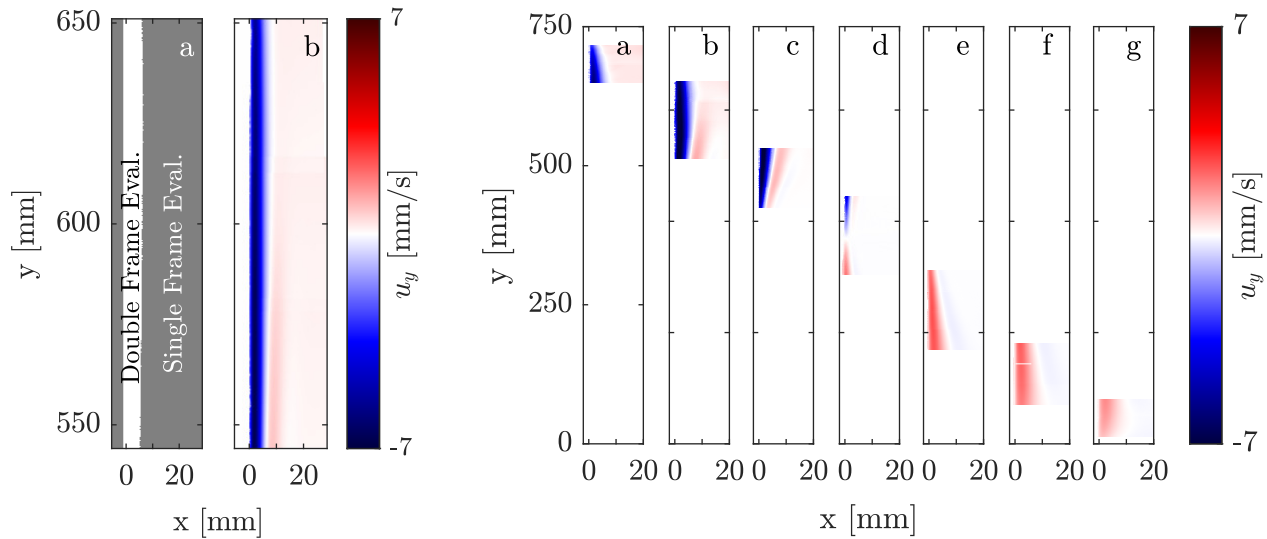 650
600
550
y [mm]
a
Double Frame Eval.
Single Frame Eval.
b
0 20
0 20
x [mm]
7
-7
u_y [mm/s]
750
500
250
0
y [mm]
a
b
c
d
e
f
g
0 20
0 20
0 20
0 20
0 20
0 20
0 20
x [mm]
7
-7
u_y [mm/s]